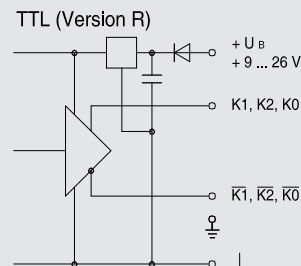 TTL (Version R)
+ U B
+ 9 ... 26 V
K1, K2, K0
K̅1̅, K̅2̅, K̅0̅